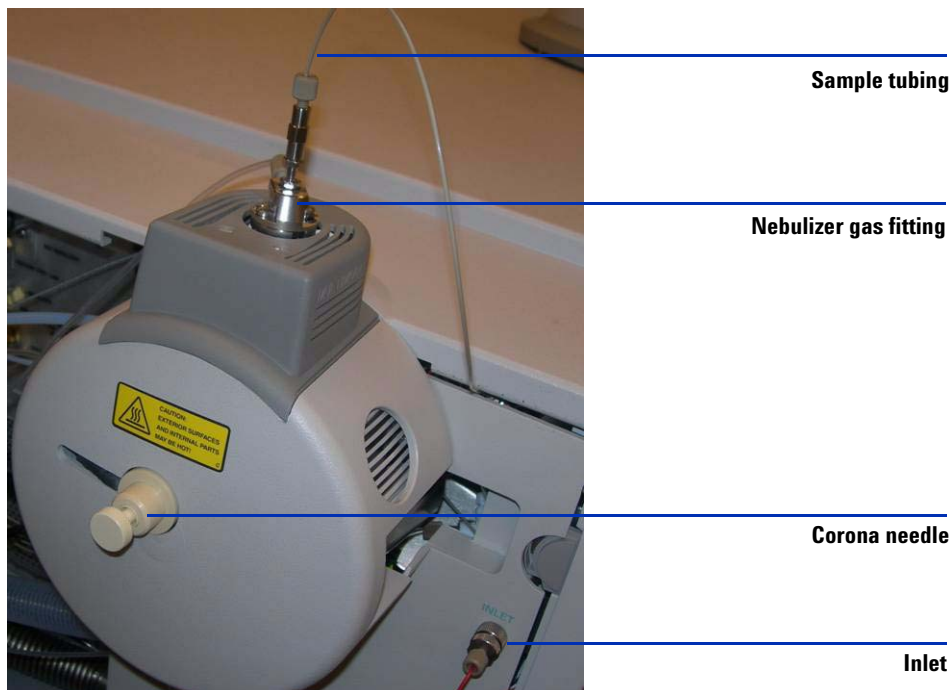 Sample tubing
Nebulizer gas fitting
CAUTION:
EXTERIOR SURFACES
AND INTERNAL PARTS
MAY BE HOT!
C
Corona needle
INLET
Inlet